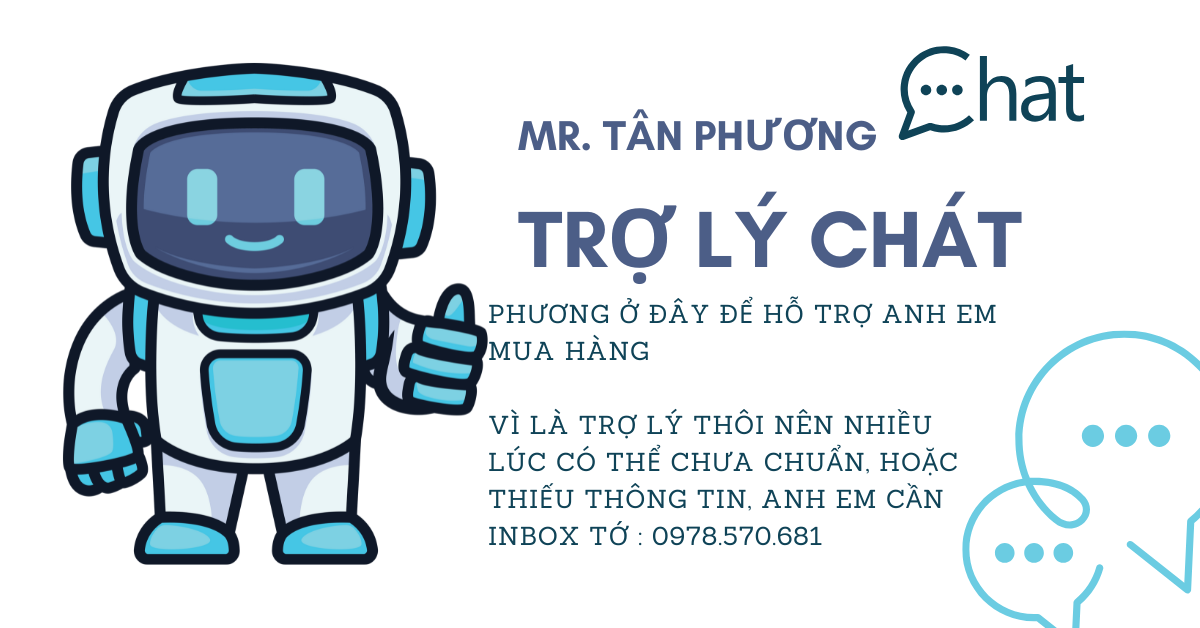 Chat
MR. TÂN PHƯƠNG
TRỢ LÝ CHÁT
PHƯƠNG Ở ĐÂY ĐỂ HỖ TRỢ ANH EM
MUA HÀNG
VÌ LÀ TRỢ LÝ THÔI NÊN NHIỀU
LÚC CÓ THỂ CHƯA CHUẨN, HOẶC
THIẾU THÔNG TIN, ANH EM CẦN
INBOX TỚ : 0978.570.681